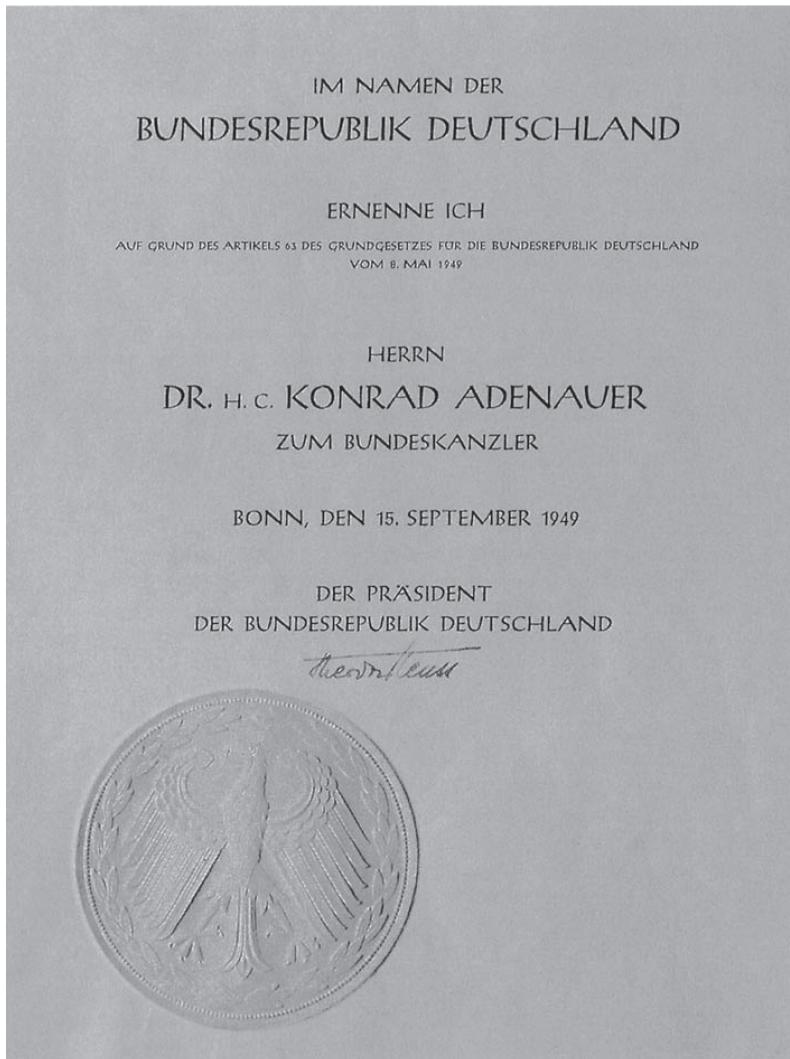 IM NAMEN DER
BUNDESREPUBLIK DEUTSCHLAND
ERNENNE ICH
AUF GRUND DES ARTIKELS 63 DES GRUNDGESETZES FÜR DIE BUNDESREPUBLIK DEUTSCHLAND
VOM 8. MAI 1949
HERRN
DR. H. C. KONRAD ADENAUER
ZUM BUNDESKANZLER
BONN, DEN 15. SEPTEMBER 1949
DER PRÄSIDENT
DER BUNDESREPUBLIK DEUTSCHLAND
Theodor Heuss